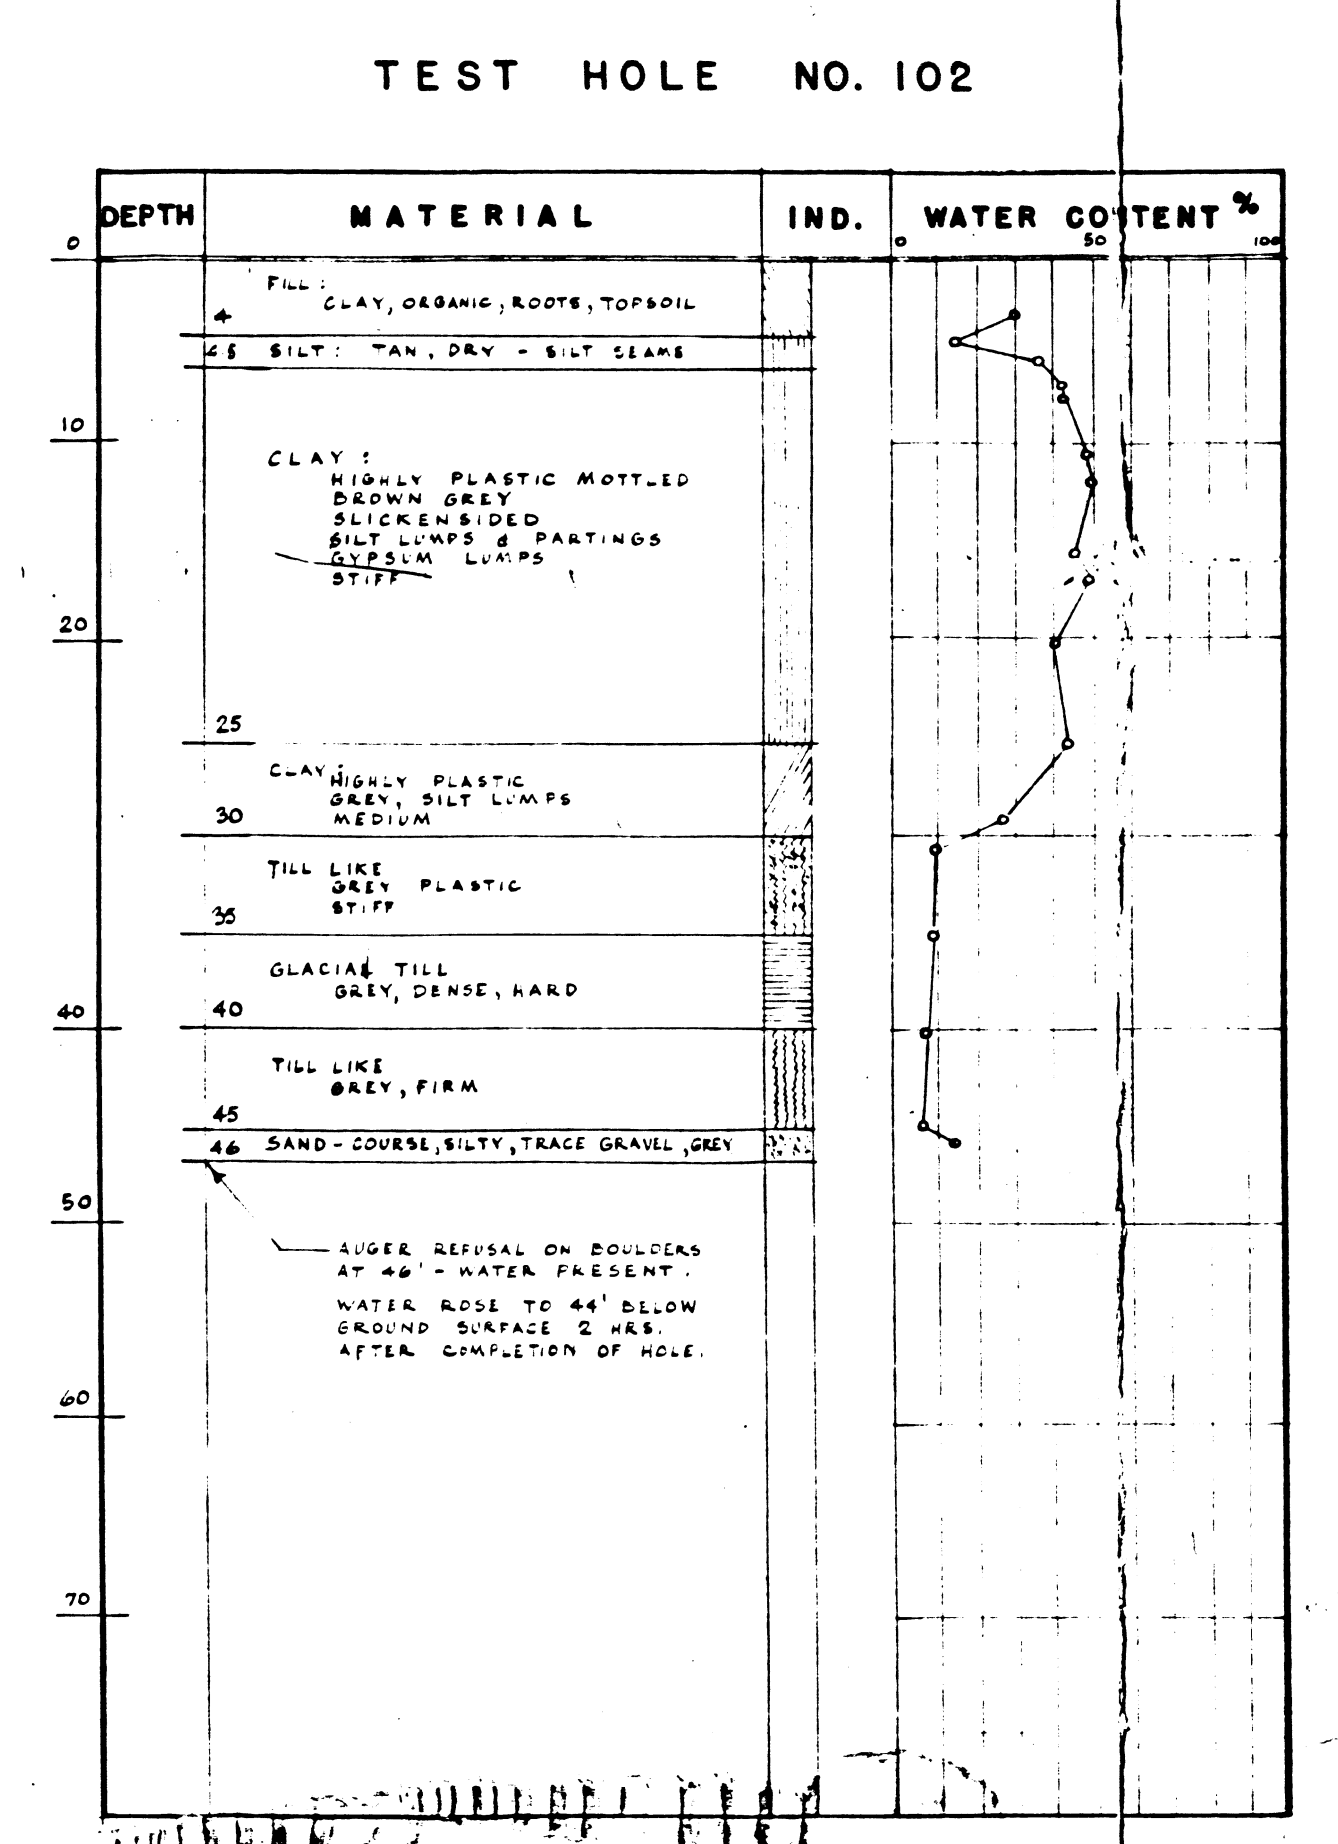 TEST HOLE NO. 102
DEPTH MATERIAL IND. WATER CONTENT %
0 0 50 100
FILL:
CLAY, ORGANIC, ROOTS, TOPSOIL
4
SILT: TAN, DRY - SILT SEAMS
10
CLAY:
HIGHLY PLASTIC MOTTLED
BROWN GREY
SLICKENSIDED
SILT LUMPS & PARTINGS
GYPSUM LUMPS
STIFF
20
25
CLAY:
HIGHLY PLASTIC
GREY, SILT LUMPS
30 MEDIUM
TILL LIKE
GREY PLASTIC
35 STIFF
GLACIAL TILL
GREY, DENSE, HARD
40 40
TILL LIKE
GREY, FIRM
45
46 SAND - COURSE, SILTY, TRACE GRAVEL, GREY
50
AUGER REFUSAL ON BOULDERS
AT 46' - WATER PRESENT.
WATER ROSE TO 44' BELOW
GROUND SURFACE 2 HRS.
AFTER COMPLETION OF HOLE.
60
70